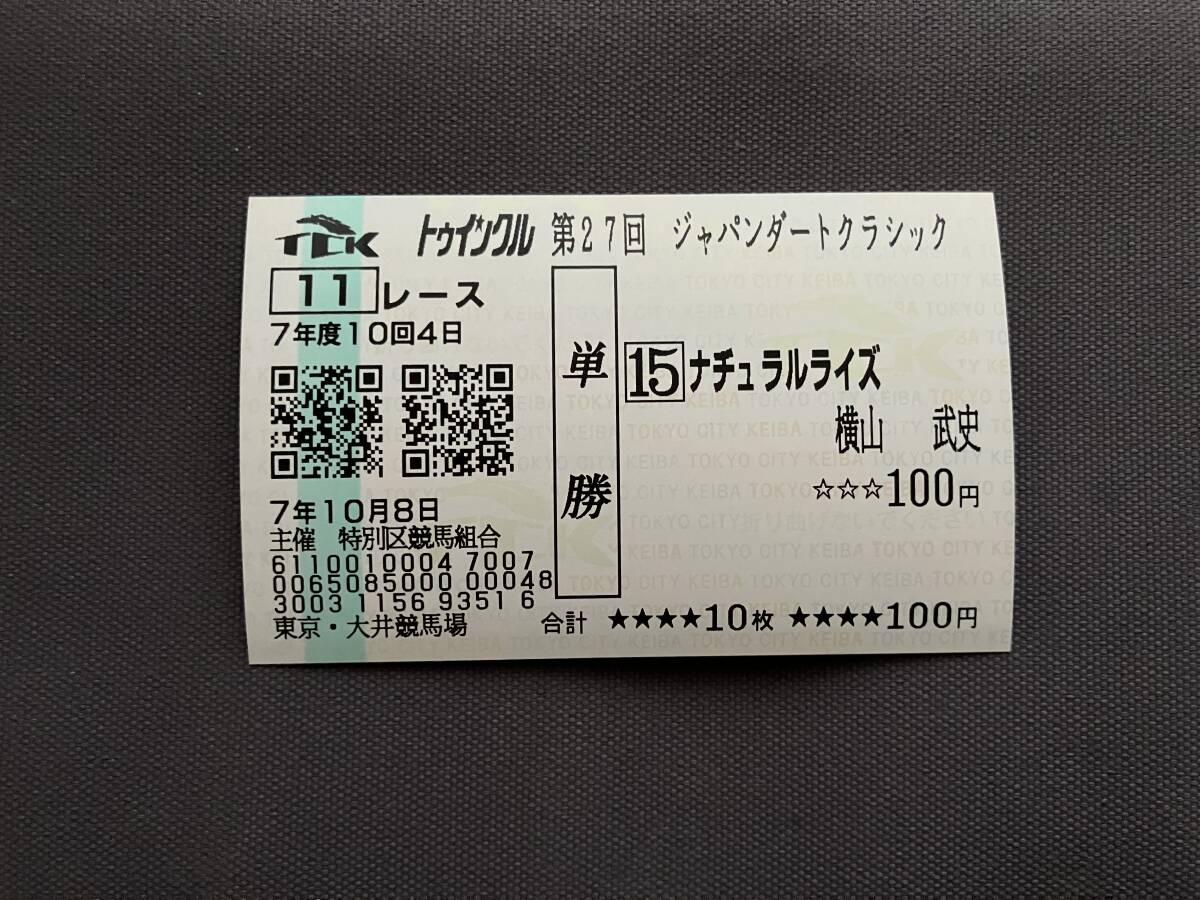 TCK トゥインクル 第27回 ジャパンダートクラシック
11 レース
7年度10回4日
7年10月8日
主催 特別区競馬組合
6110010004 7007
0065085000 00048
3003 1156 9351 6
東京・大井競馬場
単勝
15 ナチュラルライズ
横山 武史
☆☆☆100円
合計 ★★★★10枚 ★★★★100円
TOKYO CITY KEIBA